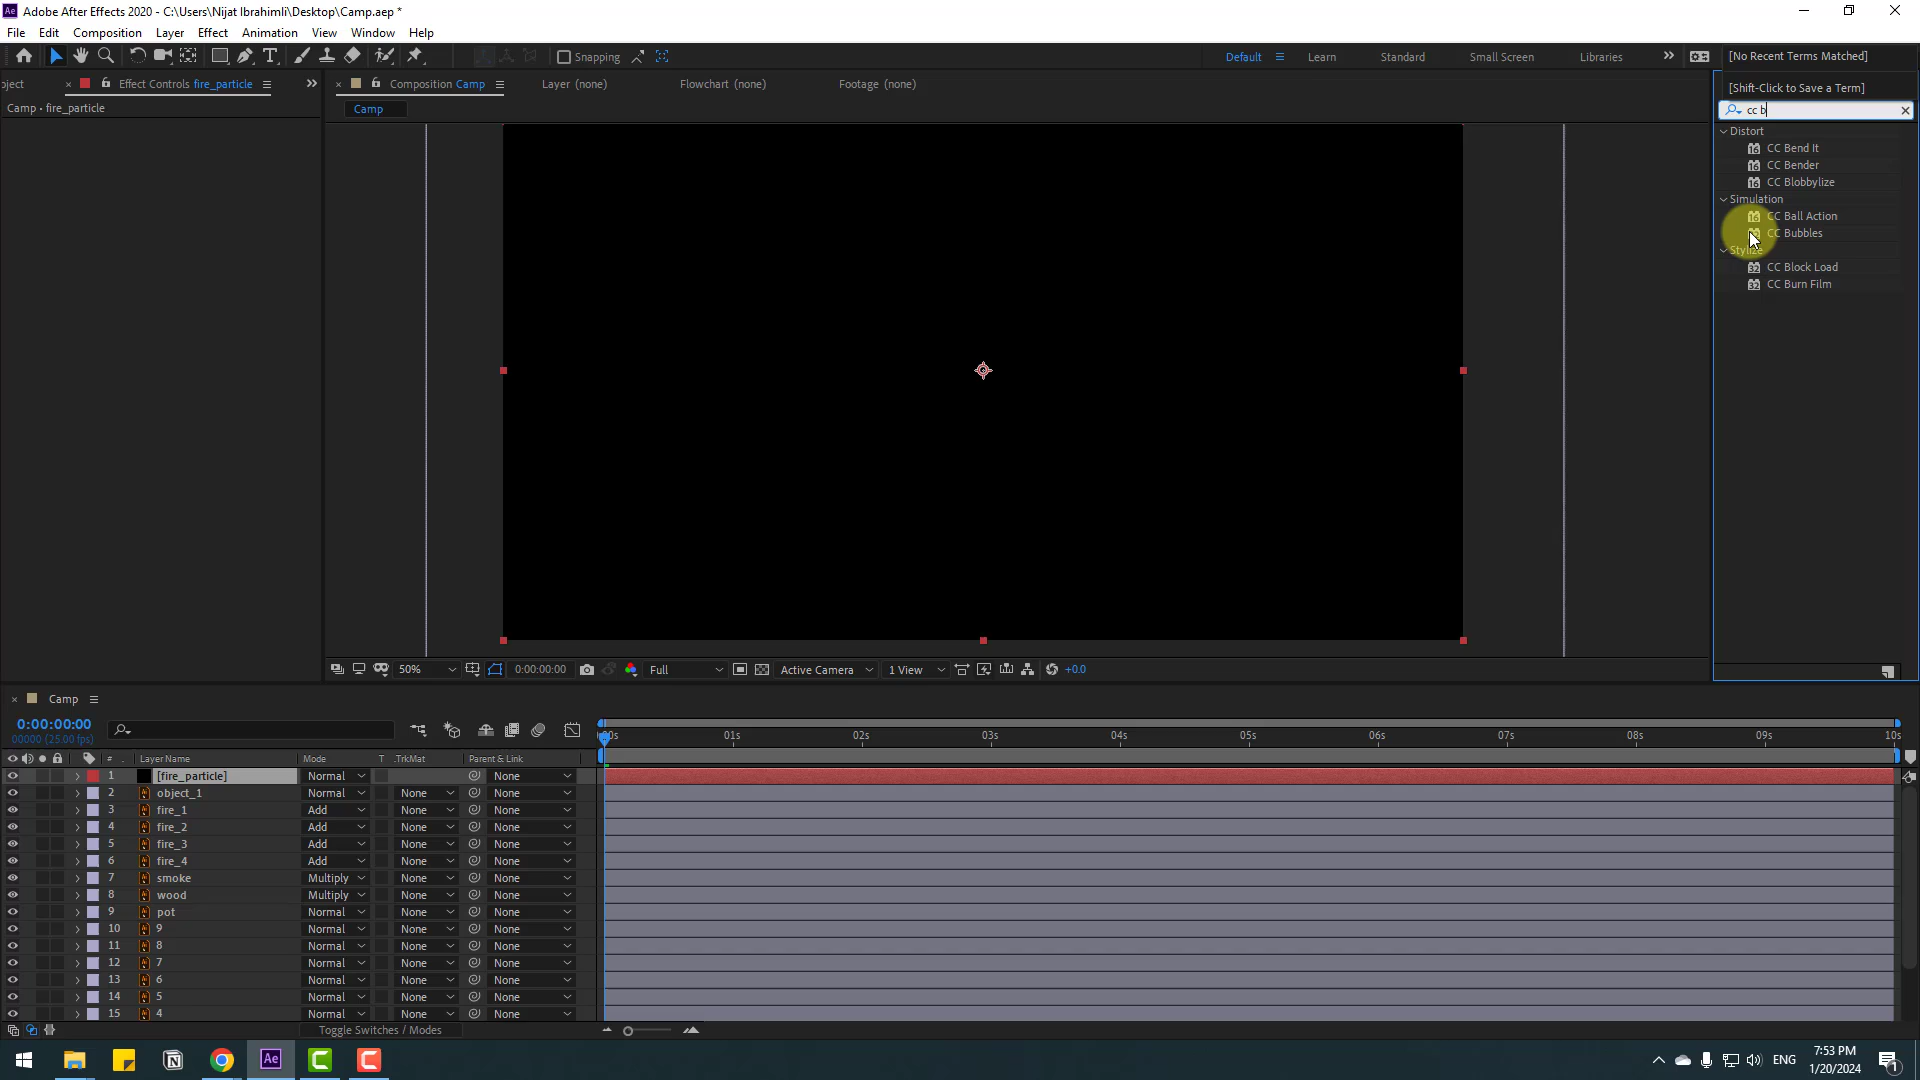 Adobe After Effects 2020 - C:\Users\Nijat Ibrahimli\Desktop\Camp.aep *
File Edit Composition Layer Effect Animation View Window Help
Snapping
Default Learn Standard Small Screen Libraries
[No Recent Terms Matched]
[Shift-Click to Save a Term]
cc b
oject Effect Controls fire_particle
Camp • fire_particle
Composition Camp Layer (none) Flowchart (none) Footage (none)
Camp
Distort
CC Bend It
CC Bender
CC Blobbylize
Simulation
CC Ball Action
CC Bubbles
Stylize
CC Block Load
CC Burn Film
50% 0:00:00:00 Full Active Camera 1 View +0.0
Camp
0:00:00:00
00000 (25.00 fps)
00s 01s 02s 03s 04s 05s 06s 07s 08s 09s 10s
# Layer Name Mode T .TrkMat Parent & Link
1 [fire_particle] Normal None
2 object_1 Normal None None
3 fire_1 Add None None
4 fire_2 Add None None
5 fire_3 Add None None
6 fire_4 Add None None
7 smoke Multiply None None
8 wood Multiply None None
9 pot Normal None None
10 9 Normal None None
11 8 Normal None None
12 7 Normal None None
13 6 Normal None None
14 5 Normal None None
15 4 Normal None None
Toggle Switches / Modes
ENG
7:53 PM
1/20/2024